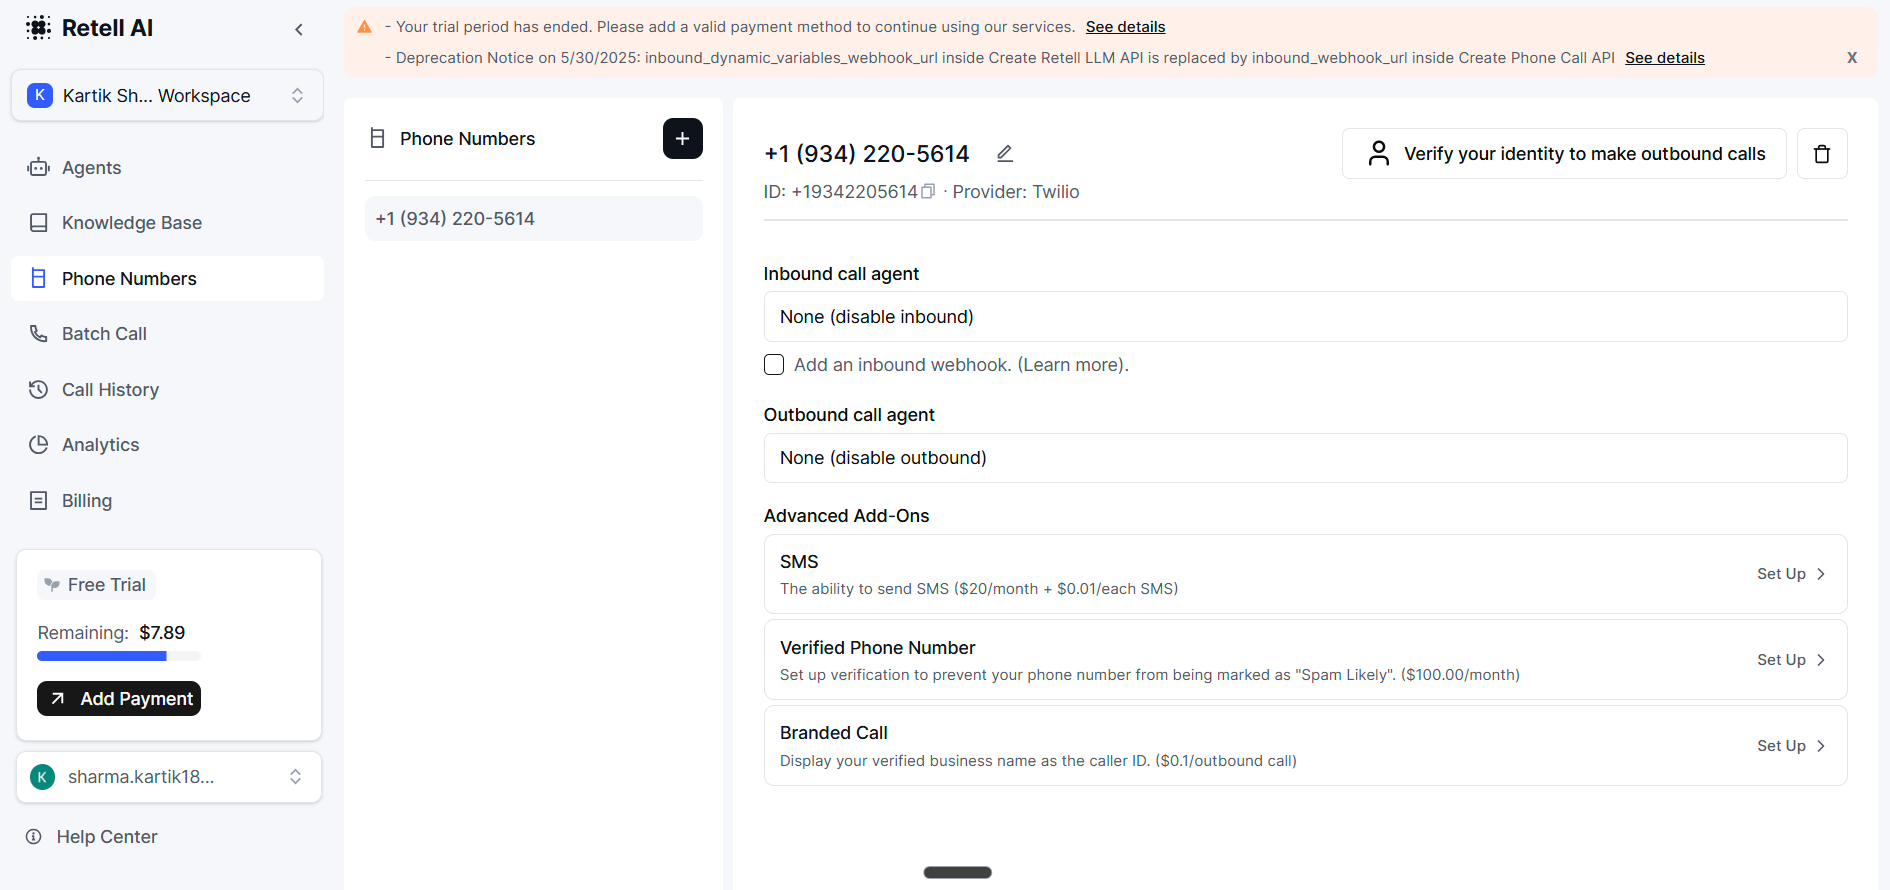 Retell AI
K Kartik Sh... Workspace
Agents
Knowledge Base
Phone Numbers
Batch Call
Call History
Analytics
Billing
Free Trial
Remaining: $7.89
Add Payment
K sharma.kartik18...
Help Center
- Your trial period has ended. Please add a valid payment method to continue using our services. See details
- Deprecation Notice on 5/30/2025: inbound_dynamic_variables_webhook_url inside Create Retell LLM API is replaced by inbound_webhook_url inside Create Phone Call API See details X
Phone Numbers
+
+1 (934) 220-5614
+1 (934) 220-5614
Verify your identity to make outbound calls
ID: +19342205614 · Provider: Twilio
Inbound call agent
None (disable inbound)
Add an inbound webhook. (Learn more).
Outbound call agent
None (disable outbound)
Advanced Add-Ons
SMS
The ability to send SMS ($20/month + $0.01/each SMS)
Set Up
Verified Phone Number
Set up verification to prevent your phone number from being marked as "Spam Likely". ($100.00/month)
Set Up
Branded Call
Display your verified business name as the caller ID. ($0.1/outbound call)
Set Up